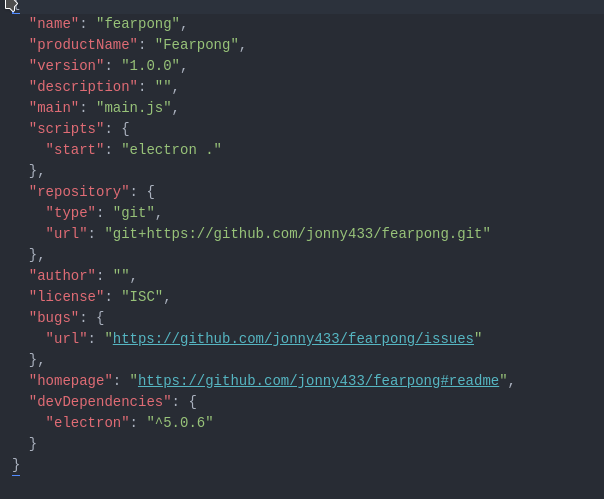 {
  "name": "fearpong",
  "productName": "Fearpong",
  "version": "1.0.0",
  "description": "",
  "main": "main.js",
  "scripts": {
    "start": "electron ."
  },
  "repository": {
    "type": "git",
    "url": "git+https://github.com/jonny433/fearpong.git"
  },
  "author": "",
  "license": "ISC",
  "bugs": {
    "url": "https://github.com/jonny433/fearpong/issues"
  },
  "homepage": "https://github.com/jonny433/fearpong#readme",
  "devDependencies": {
    "electron": "^5.0.6"
  }
}